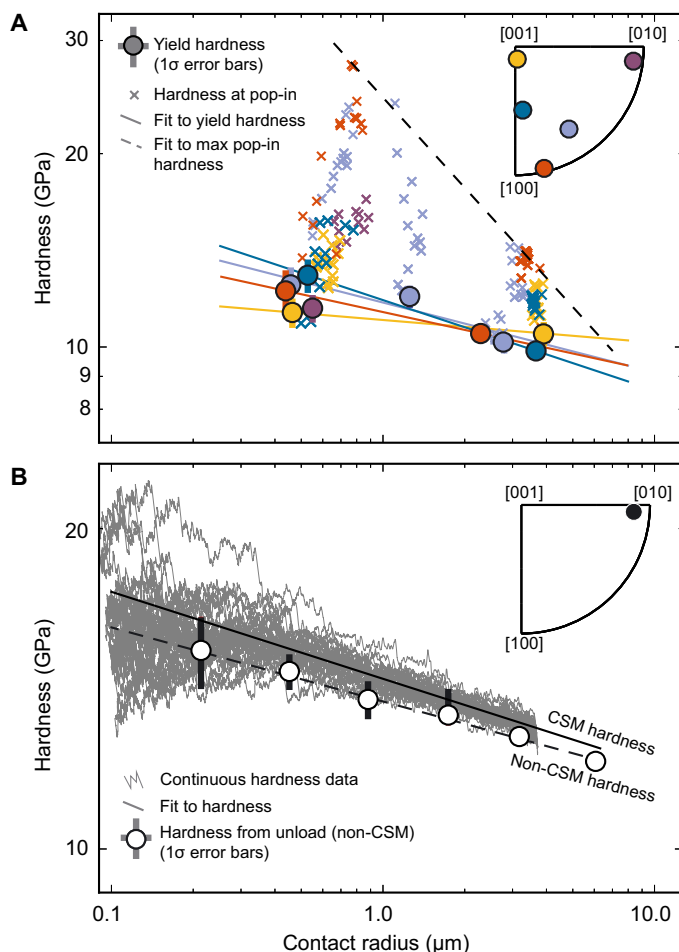 A
30
20
10
9
8
Hardness (GPa)
Yield hardness
(1σ error bars)
Hardness at pop-in
Fit to yield hardness
Fit to max pop-in
hardness
[001]
[010]
[100]
B
20
10
Hardness (GPa)
[001]
[010]
[100]
CSM hardness
Non-CSM hardness
Continuous hardness data
Fit to hardness
Hardness from unload (non-CSM)
(1σ error bars)
0.1
1.0
10.0
Contact radius (μm)